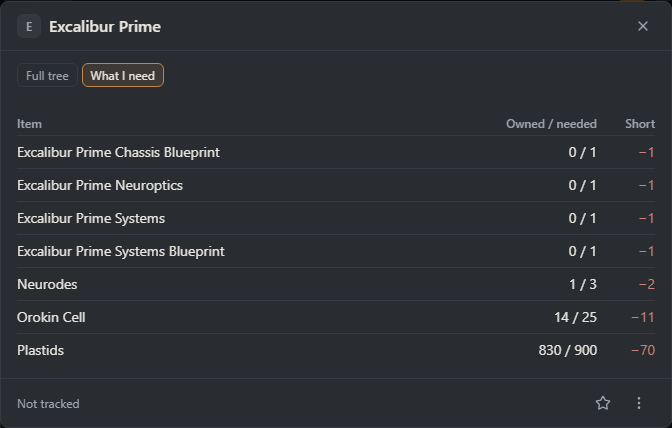 E Excalibur Prime
Full tree What I need
Item Owned / needed Short
Excalibur Prime Chassis Blueprint 0 / 1 −1
Excalibur Prime Neuroptics 0 / 1 −1
Excalibur Prime Systems 0 / 1 −1
Excalibur Prime Systems Blueprint 0 / 1 −1
Neurodes 1 / 3 −2
Orokin Cell 14 / 25 −11
Plastids 830 / 900 −70
Not tracked